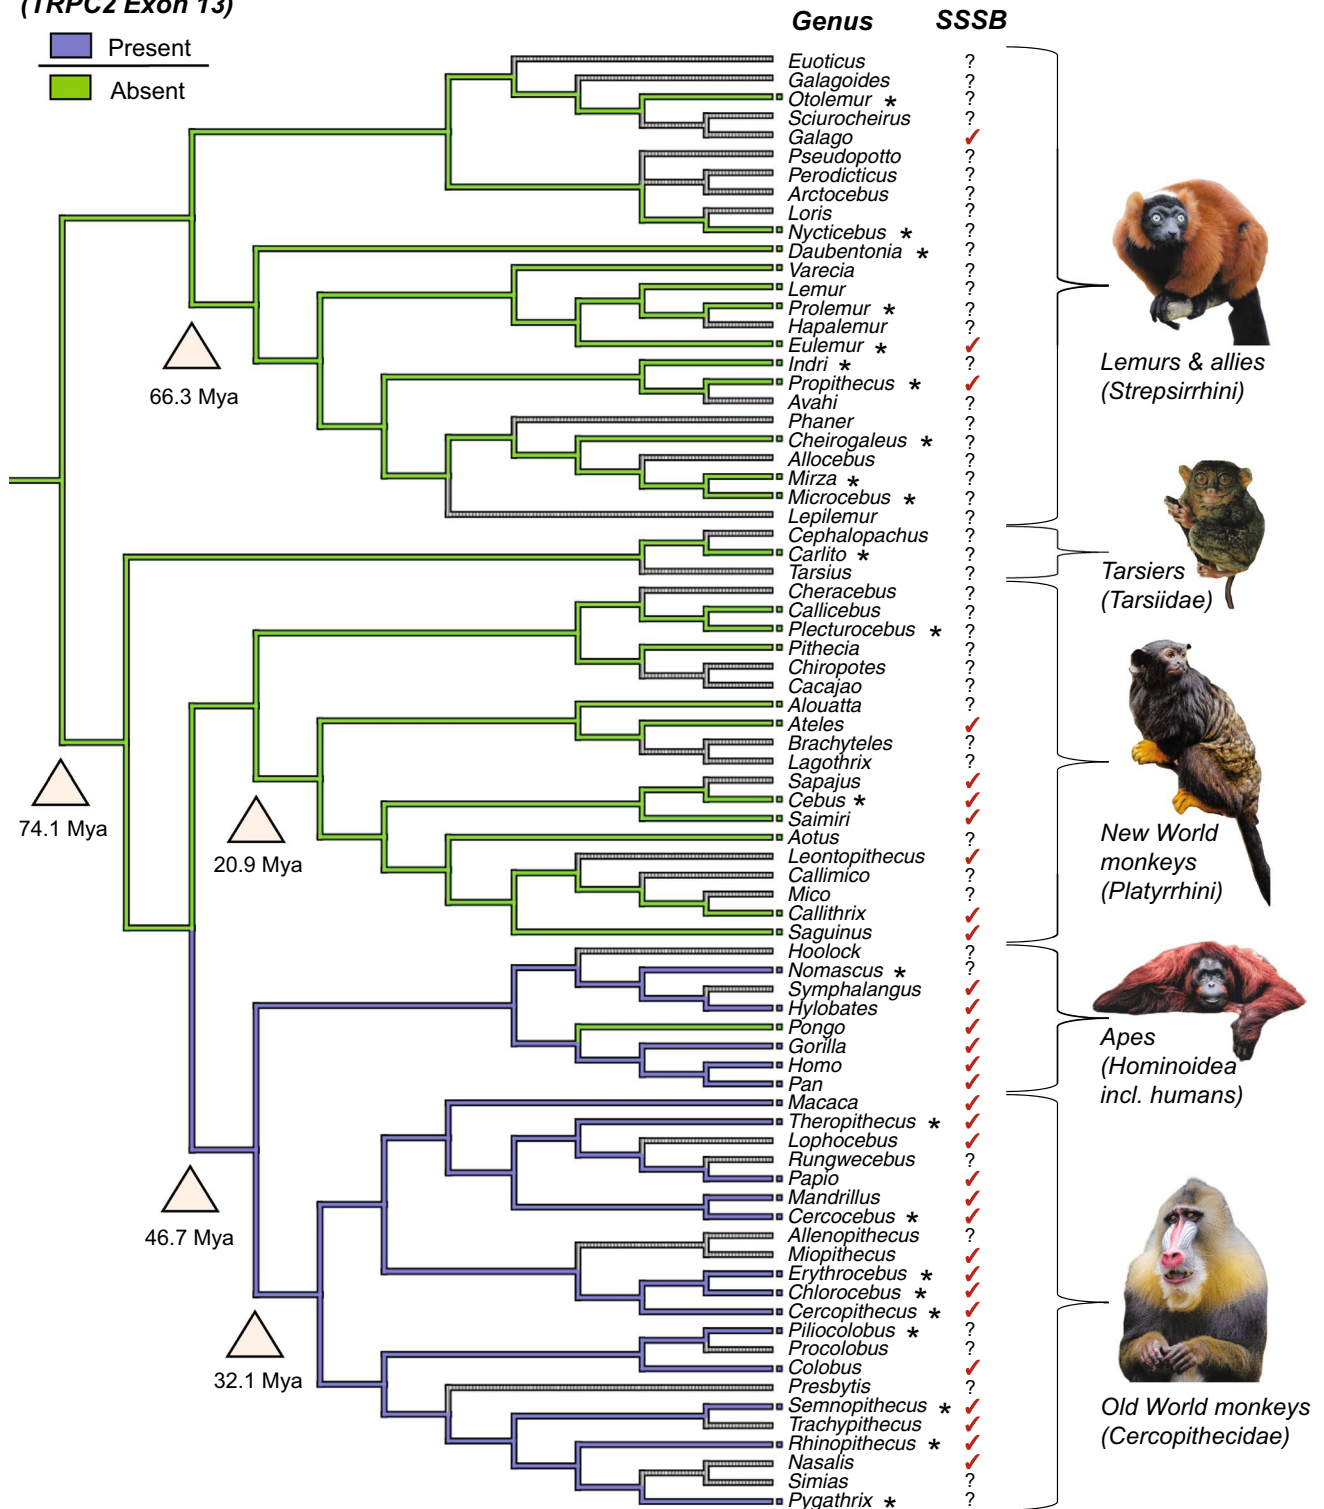 (TRPC2 Exon 13)
Present
Absent
Genus SSSB
Euoticus ?
Galagoides ?
Otolemur * ?
Sciurocheirus ?
Galago ✓
Pseudopotto ?
Perodicticus ?
Arctocebus ?
Loris ?
Nycticebus * ?
Daubentonia * ?
Varecia ?
Lemur ?
Prolemur * ?
Hapalemur ?
Eulemur * ✓
Indri * ?
Propithecus * ✓
Avahi ?
Phaner ?
Cheirogaleus * ?
Allocebus ?
Mirza * ?
Microcebus * ?
Lepilemur ?
Cephalopachus ?
Carlito * ?
Tarsius ?
Cheracebus ?
Callicebus ?
Plecturocebus * ?
Pithecia ?
Chiropotes ?
Cacajao ?
Alouatta ?
Ateles ✓
Brachyteles ?
Lagothrix ?
Sapajus ✓
Cebus * ✓
Saimiri ✓
Aotus ?
Leontopithecus ✓
Callimico ?
Mico ?
Callithrix ✓
Saguinus ✓
Hoolock ?
Nomascus * ?
Symphalangus ✓
Hylobates ✓
Pongo ✓
Gorilla ✓
Homo ✓
Pan ✓
Macaca ✓
Theropithecus * ✓
Lophocebus ✓
Rungwecebus ?
Papio ✓
Mandrillus ✓
Cercocebus * ✓
Allenopithecus ?
Miopithecus ✓
Erythrocebus * ✓
Chlorocebus * ✓
Cercopithecus * ✓
Piliocolobus * ?
Procolobus ?
Colobus ✓
Presbytis ?
Semnopithecus * ✓
Trachypithecus ✓
Rhinopithecus * ✓
Nasalis ✓
Simias ?
Pygathrix * ?
66.3 Mya
74.1 Mya
20.9 Mya
46.7 Mya
32.1 Mya
Lemurs & allies
(Strepsirrhini)
Tarsiers
(Tarsiidae)
New World
monkeys
(Platyrrhini)
Apes
(Hominoidea
incl. humans)
Old World monkeys
(Cercopithecidae)